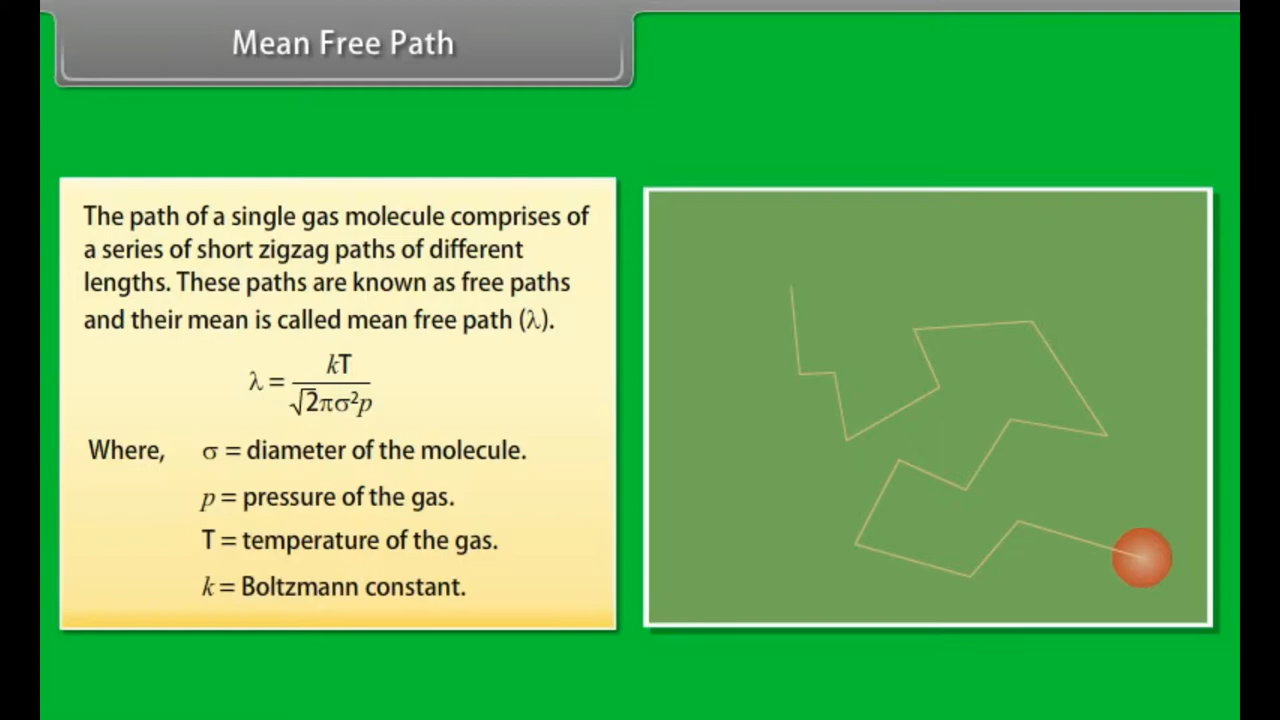 Mean Free Path
The path of a single gas molecule comprises of
a series of short zigzag paths of different
lengths. These paths are known as free paths
and their mean is called mean free path (λ).
λ = kT / √2πσ²p
Where, σ = diameter of the molecule.
p = pressure of the gas.
T = temperature of the gas.
k = Boltzmann constant.